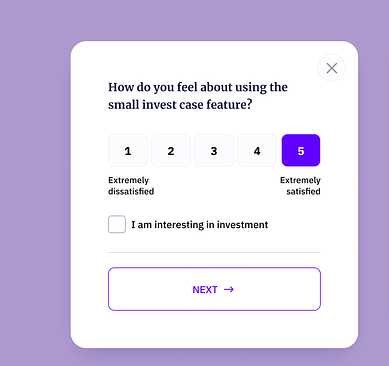 How do you feel about using the
small invest case feature?
1 2 3 4 5
Extremely dissatisfied
Extremely satisfied
I am interesting in investment
NEXT →